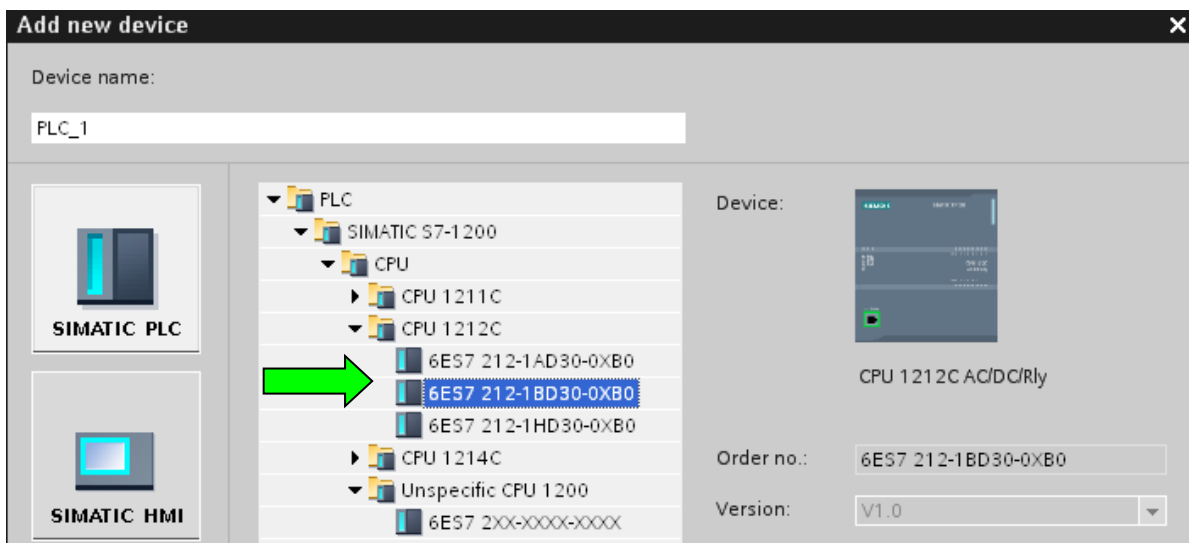 Add new device
Device name:
PLC_1
SIMATIC PLC
SIMATIC HMI
PLC
SIMATIC S7-1200
CPU
CPU 1211C
CPU 1212C
6ES7 212-1AD30-0XB0
6ES7 212-1BD30-0XB0
6ES7 212-1HD30-0XB0
CPU 1214C
Unspecific CPU 1200
6ES7 2XX-XXXX-XXXX
Device:
SIEMENS
CPU 1212C AC/DC/Rly
Order no.: 6ES7 212-1BD30-0XB0
Version: V1.0